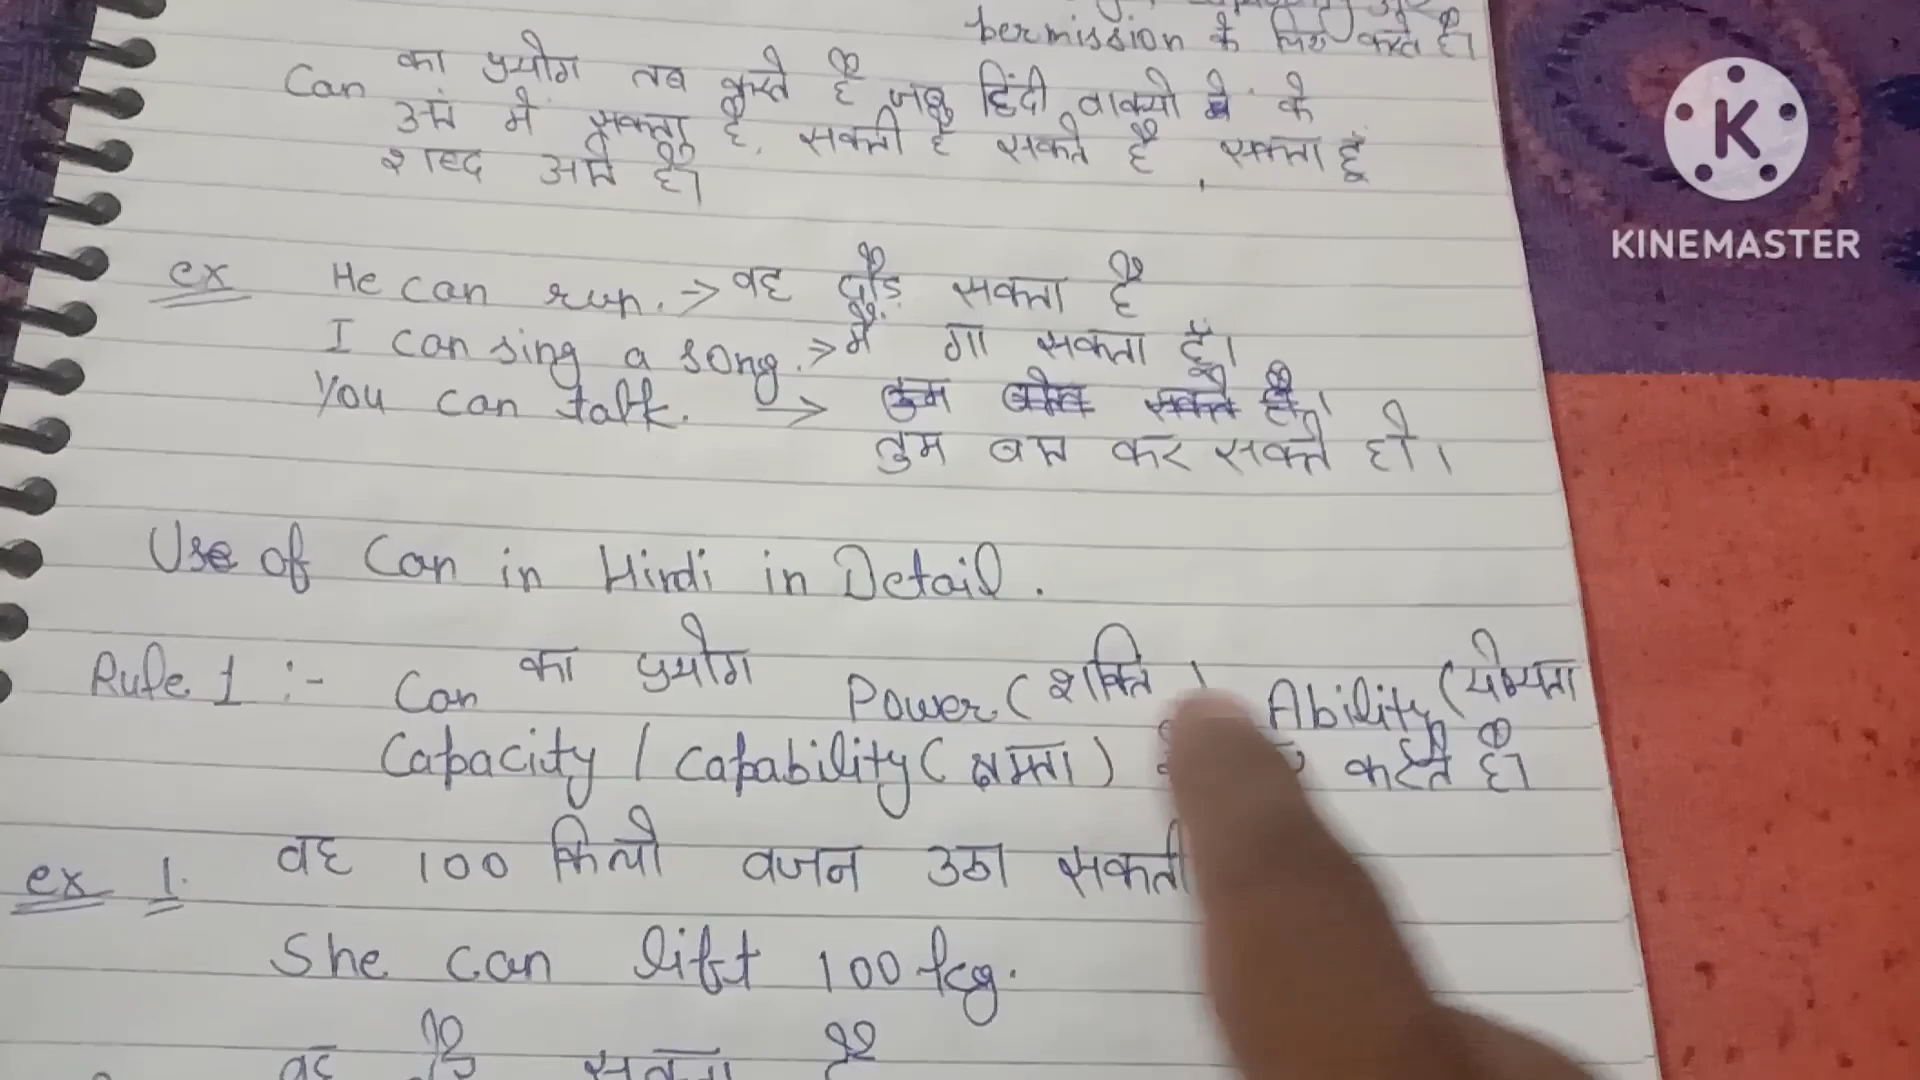 permission के लिए करते है।
Can का प्रयोग तब करते है जब हिंदी वाक्यो के
अंत मे सकता है, सकती है सकते है, सकता हूँ
शब्द आते है।
ex He can run. → वह दौड़ सकता है
I can sing a song. → मैं गा सकता हूँ।
You can talk. → तुम सकते हो।
तुम बात कर सकते हो।
Use of Can in Hindi in Detail.
Rule 1 :- Can का प्रयोग Power (शक्ति) Ability (योग्यता
Capacity / Capability (क्षमता) करते है।
ex 1. वह 100 किलो वजन उठा सकती
She can lift 100 kg.
वह सकता है
K
KINEMASTER